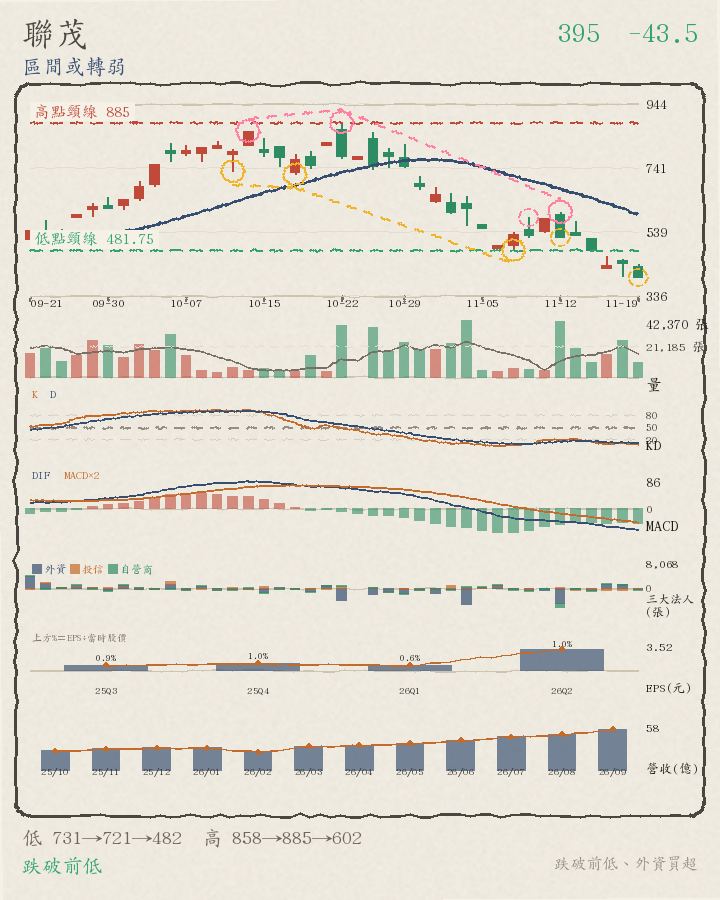 聯茂
395 -43.5
區間或轉弱
944
高點頸線 885
741
539
低點頸線 481.75
336
09-21 09-30 10-07 10-15 10-22 10-29 11-05 11-12 11-19
42,370 張
21,185 張
量
K D
80
50
20
KD
DIF MACD×2
86
0
MACD
8,068
外資 投信 自營商
0
三大法人
(張)
上方%=EPS÷當時股價
3.52
0.9% 1.0% 0.6% 1.0%
25Q3 25Q4 26Q1 26Q2
EPS(元)
58
25/10 25/11 25/12 26/01 26/02 26/03 26/04 26/05 26/06 26/07 26/08 26/09
營收(億)
低 731→721→482 高 858→885→602
跌破前低
跌破前低、外資買超